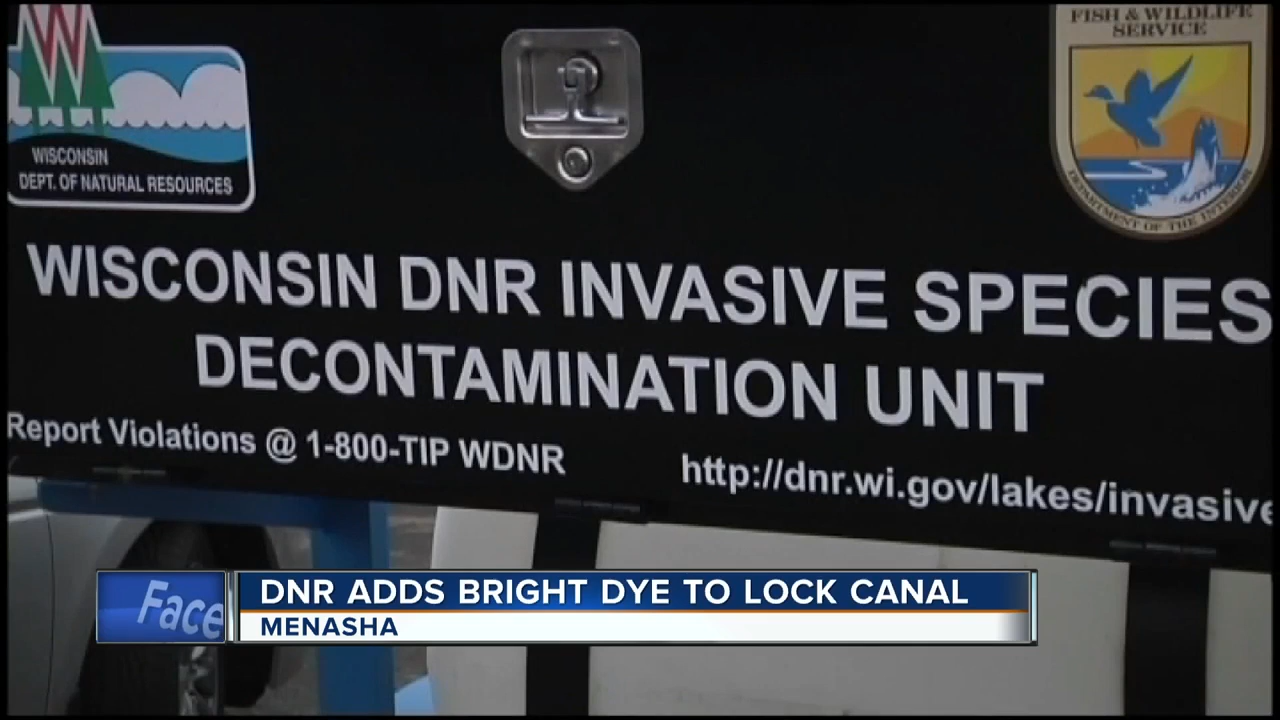 WISCONSIN
DEPT. OF NATURAL RESOURCES
FISH & WILDLIFE
SERVICE
DEPARTMENT OF THE INTERIOR
WISCONSIN DNR INVASIVE SPECIES
DECONTAMINATION UNIT
Report Violations @ 1-800-TIP WDNR
http://dnr.wi.gov/lakes/invasive
Face
DNR ADDS BRIGHT DYE TO LOCK CANAL
MENASHA